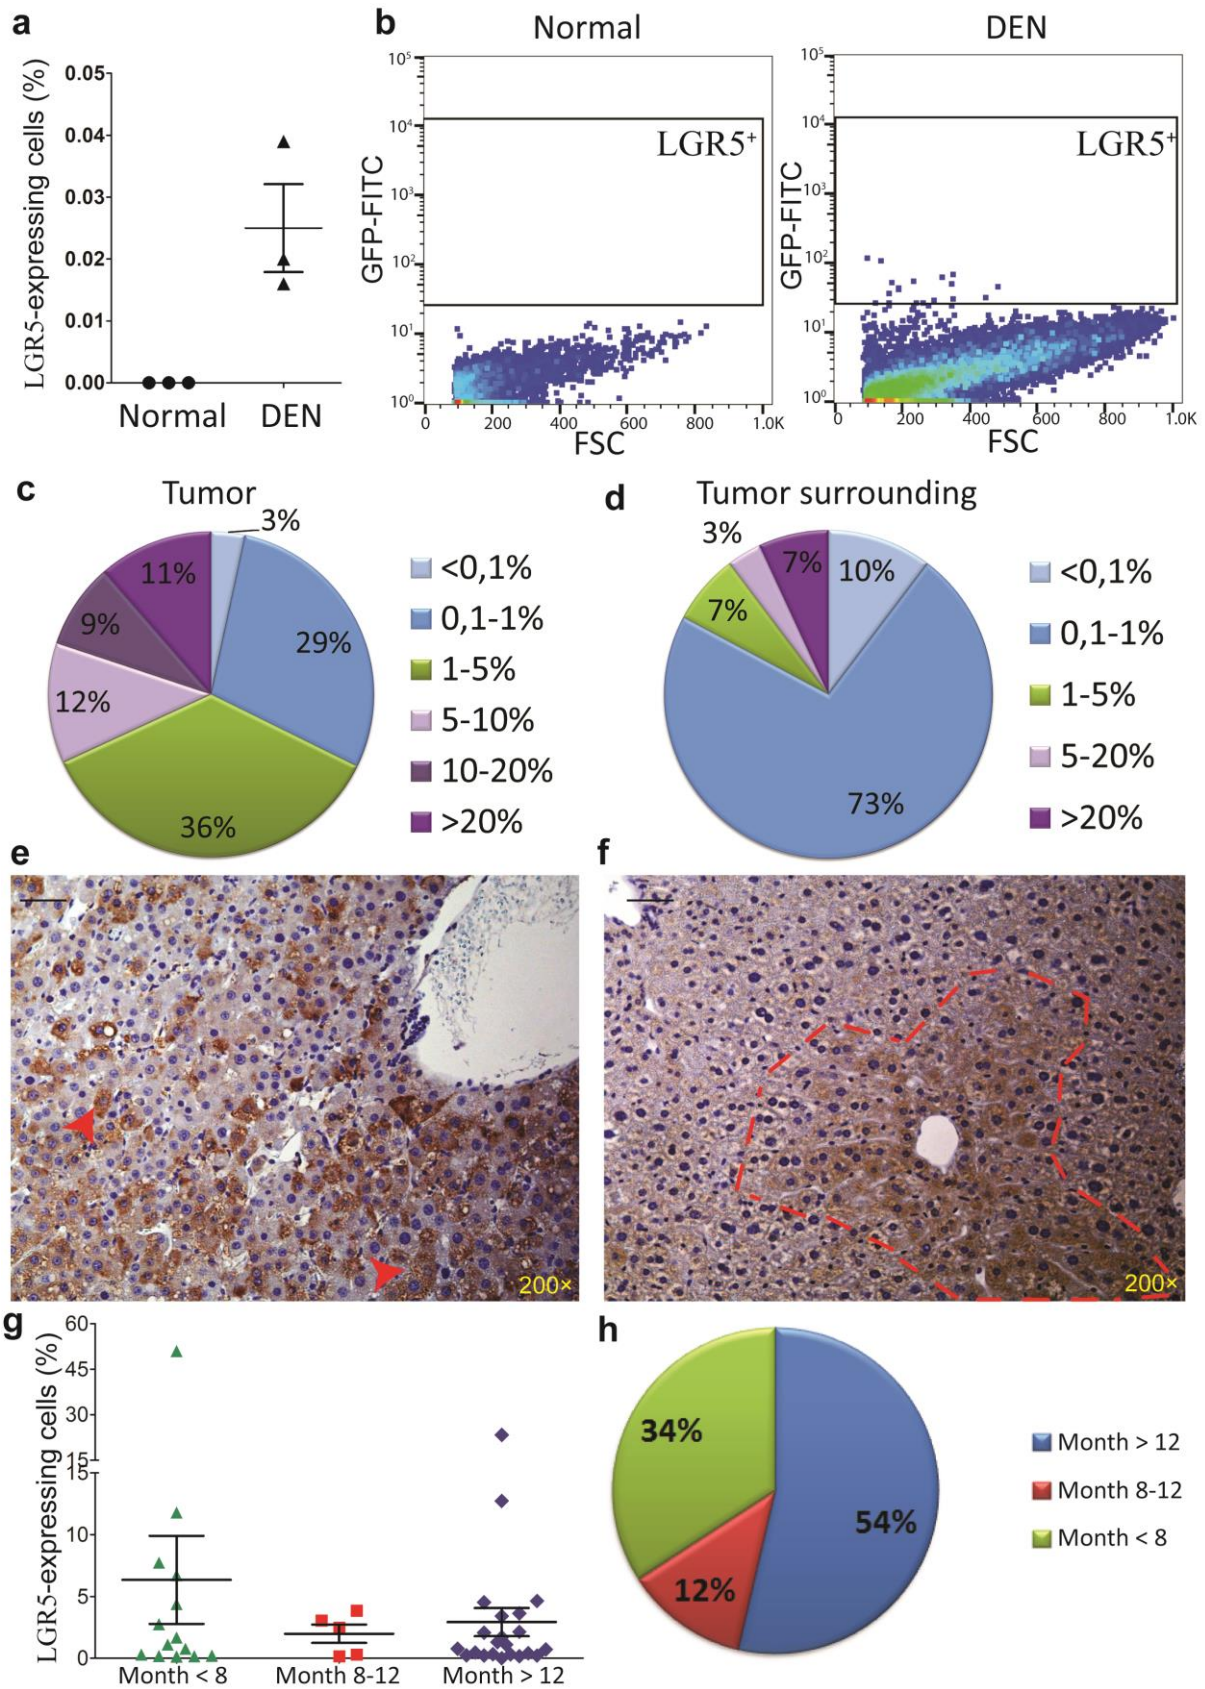 a
LGR5-expressing cells (%)
0.05
0.04
0.03
0.02
0.01
0.00
Normal DEN
b
Normal
GFP-FITC
10⁵
10⁴
10³
10²
10¹
10⁰
LGR5⁺
0 200 400 600 800 1.0K
FSC
DEN
GFP-FITC
10⁵
10⁴
10³
10²
10¹
10⁰
LGR5⁺
0 200 400 600 800 1.0K
FSC
c
Tumor
3%
29%
36%
12%
9%
11%
<0,1%
0,1-1%
1-5%
5-10%
10-20%
>20%
d
Tumor surrounding
10%
73%
7%
3%
7%
<0,1%
0,1-1%
1-5%
5-20%
>20%
e
200×
f
200×
g
LGR5-expressing cells (%)
60
45
30
15
15
10
5
0
Month < 8 Month 8-12 Month > 12
h
34%
54%
12%
Month > 12
Month 8-12
Month < 8